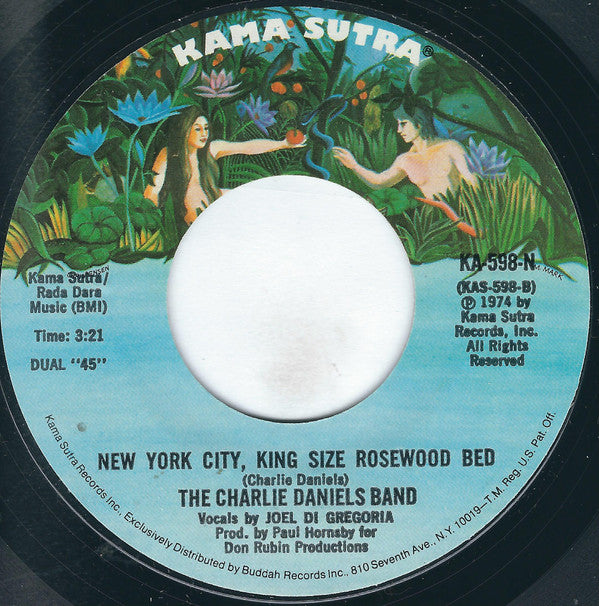 KAMA SUTRA®
Kama Sutra/
Rada Dara
Music (BMI)
Time: 3:21
DUAL "45"
KA-598-N
M. MARK
(KAS-598-B)
℗ 1974 by
Kama Sutra
Records, Inc.
All Rights
Reserved
NEW YORK CITY, KING SIZE ROSEWOOD BED
(Charlie Daniels)
THE CHARLIE DANIELS BAND
Vocals by JOEL DI GREGORIA
Prod. by Paul Hornsby for
Don Rubin Productions
Kama Sutra Records Inc., Exclusively Distributed by Buddah Records Inc., 810 Seventh Ave., N.Y. 10019–T.M. Reg. U.S. Pat. Off.